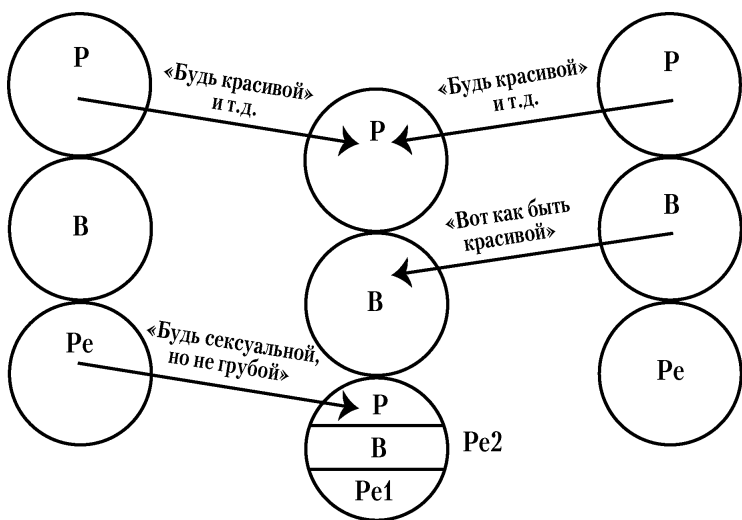 Р
«Будь красивой»
и т.д.
«Будь красивой»
и т.д.
Р
Р
В
«Вот как быть
красивой»
В
В
Ре
«Будь сексуальной,
но не грубой»
Ре
Р
В
Ре2
Ре1